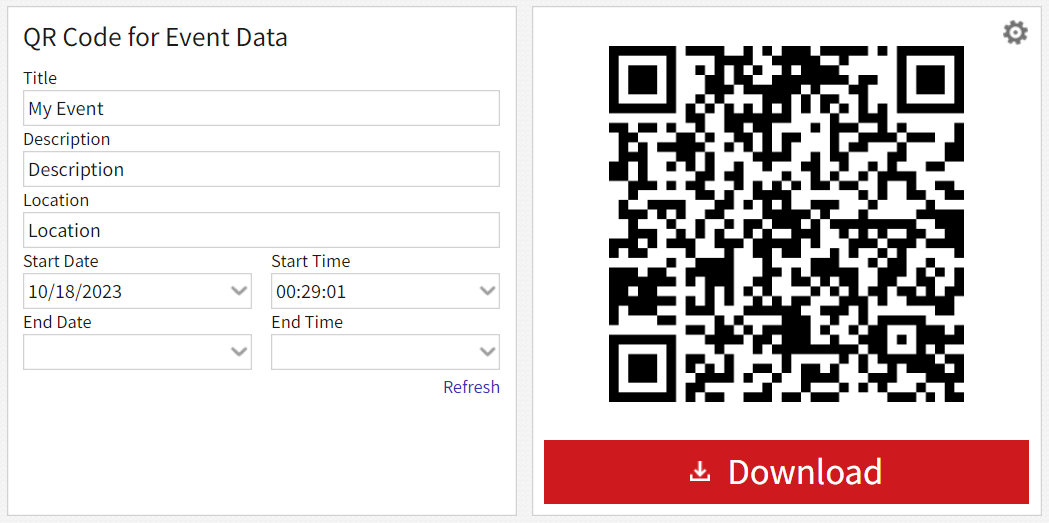 QR Code for Event Data
Title
My Event
Description
Description
Location
Location
Start Date Start Time
10/18/2023 00:29:01
End Date End Time
Refresh
Download